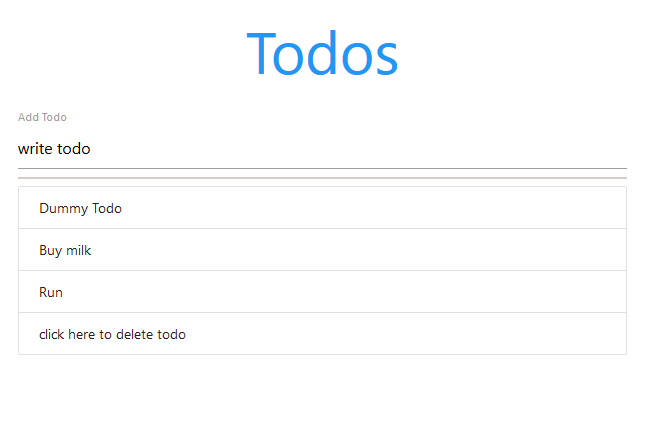 Todos
Add Todo
write todo
Dummy Todo
Buy milk
Run
click here to delete todo